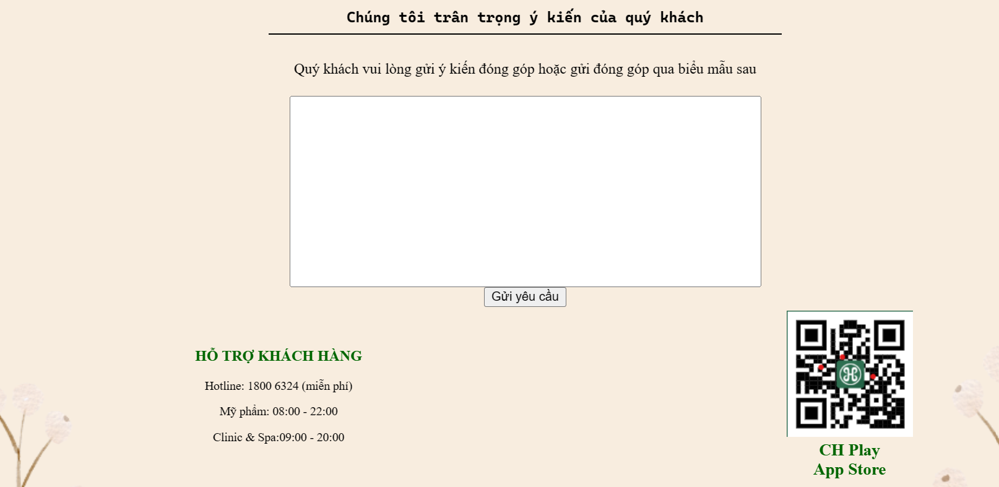 Chúng tôi trân trọng ý kiến của quý khách
Quý khách vui lòng gửi ý kiến đóng góp hoặc gửi đóng góp qua biểu mẫu sau
Gửi yêu cầu
HỖ TRỢ KHÁCH HÀNG
Hotline: 1800 6324 (miễn phí)
Mỹ phẩm: 08:00 - 22:00
Clinic & Spa:09:00 - 20:00
CH Play
App Store